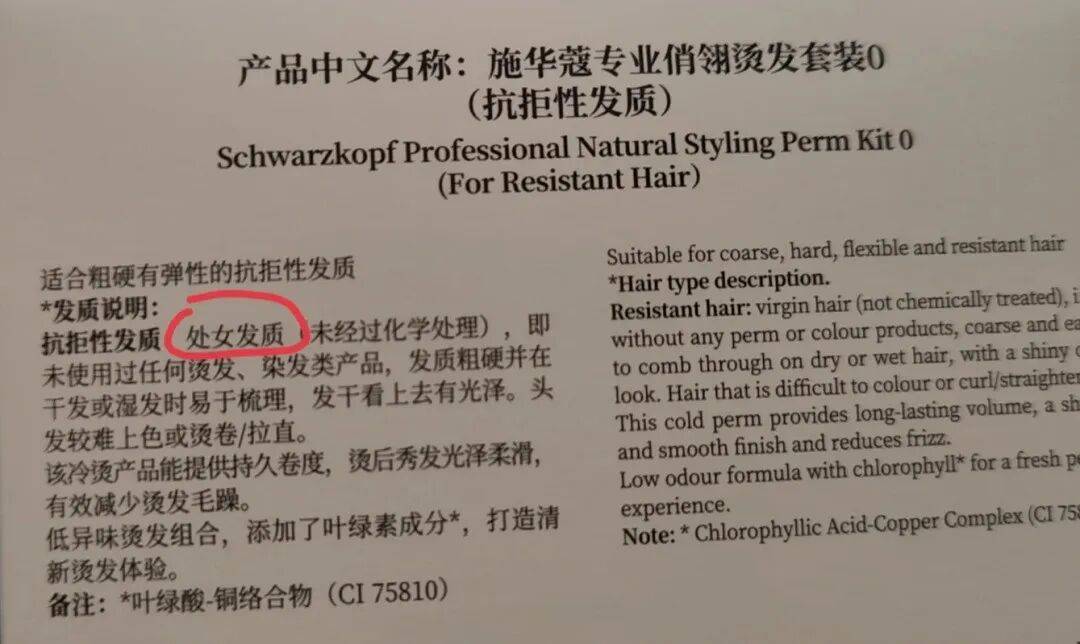 产品中文名称：施华蔻专业俏翎烫发套装0
（抗拒性发质）
Schwarzkopf Professional Natural Styling Perm Kit 0
(For Resistant Hair)
适合粗硬有弹性的抗拒性发质
*发质说明：
抗拒性发质 处女发质（未经过化学处理），即
未使用过任何烫发、染发类产品，发质粗硬并在
干发或湿发时易于梳理，发干看上去有光泽。头
发较难上色或烫卷/拉直。
该冷烫产品能提供持久卷度，烫后秀发光泽柔滑，
有效减少烫发毛躁。
低异味烫发组合，添加了叶绿素成分*，打造清
新烫发体验。
备注：*叶绿酸-铜络合物（CI 75810）
Suitable for coarse, hard, flexible and resistant hair
*Hair type description.
Resistant hair: virgin hair (not chemically treated),
without any perm or colour products, coarse and
to comb through on dry or wet hair, with a shiny
look. Hair that is difficult to colour or curl/straighten
This cold perm provides long-lasting volume, a
and smooth finish and reduces frizz.
Low odour formula with chlorophyll* for a fresh
experience.
Note: * Chlorophyllic Acid-Copper Complex (CI